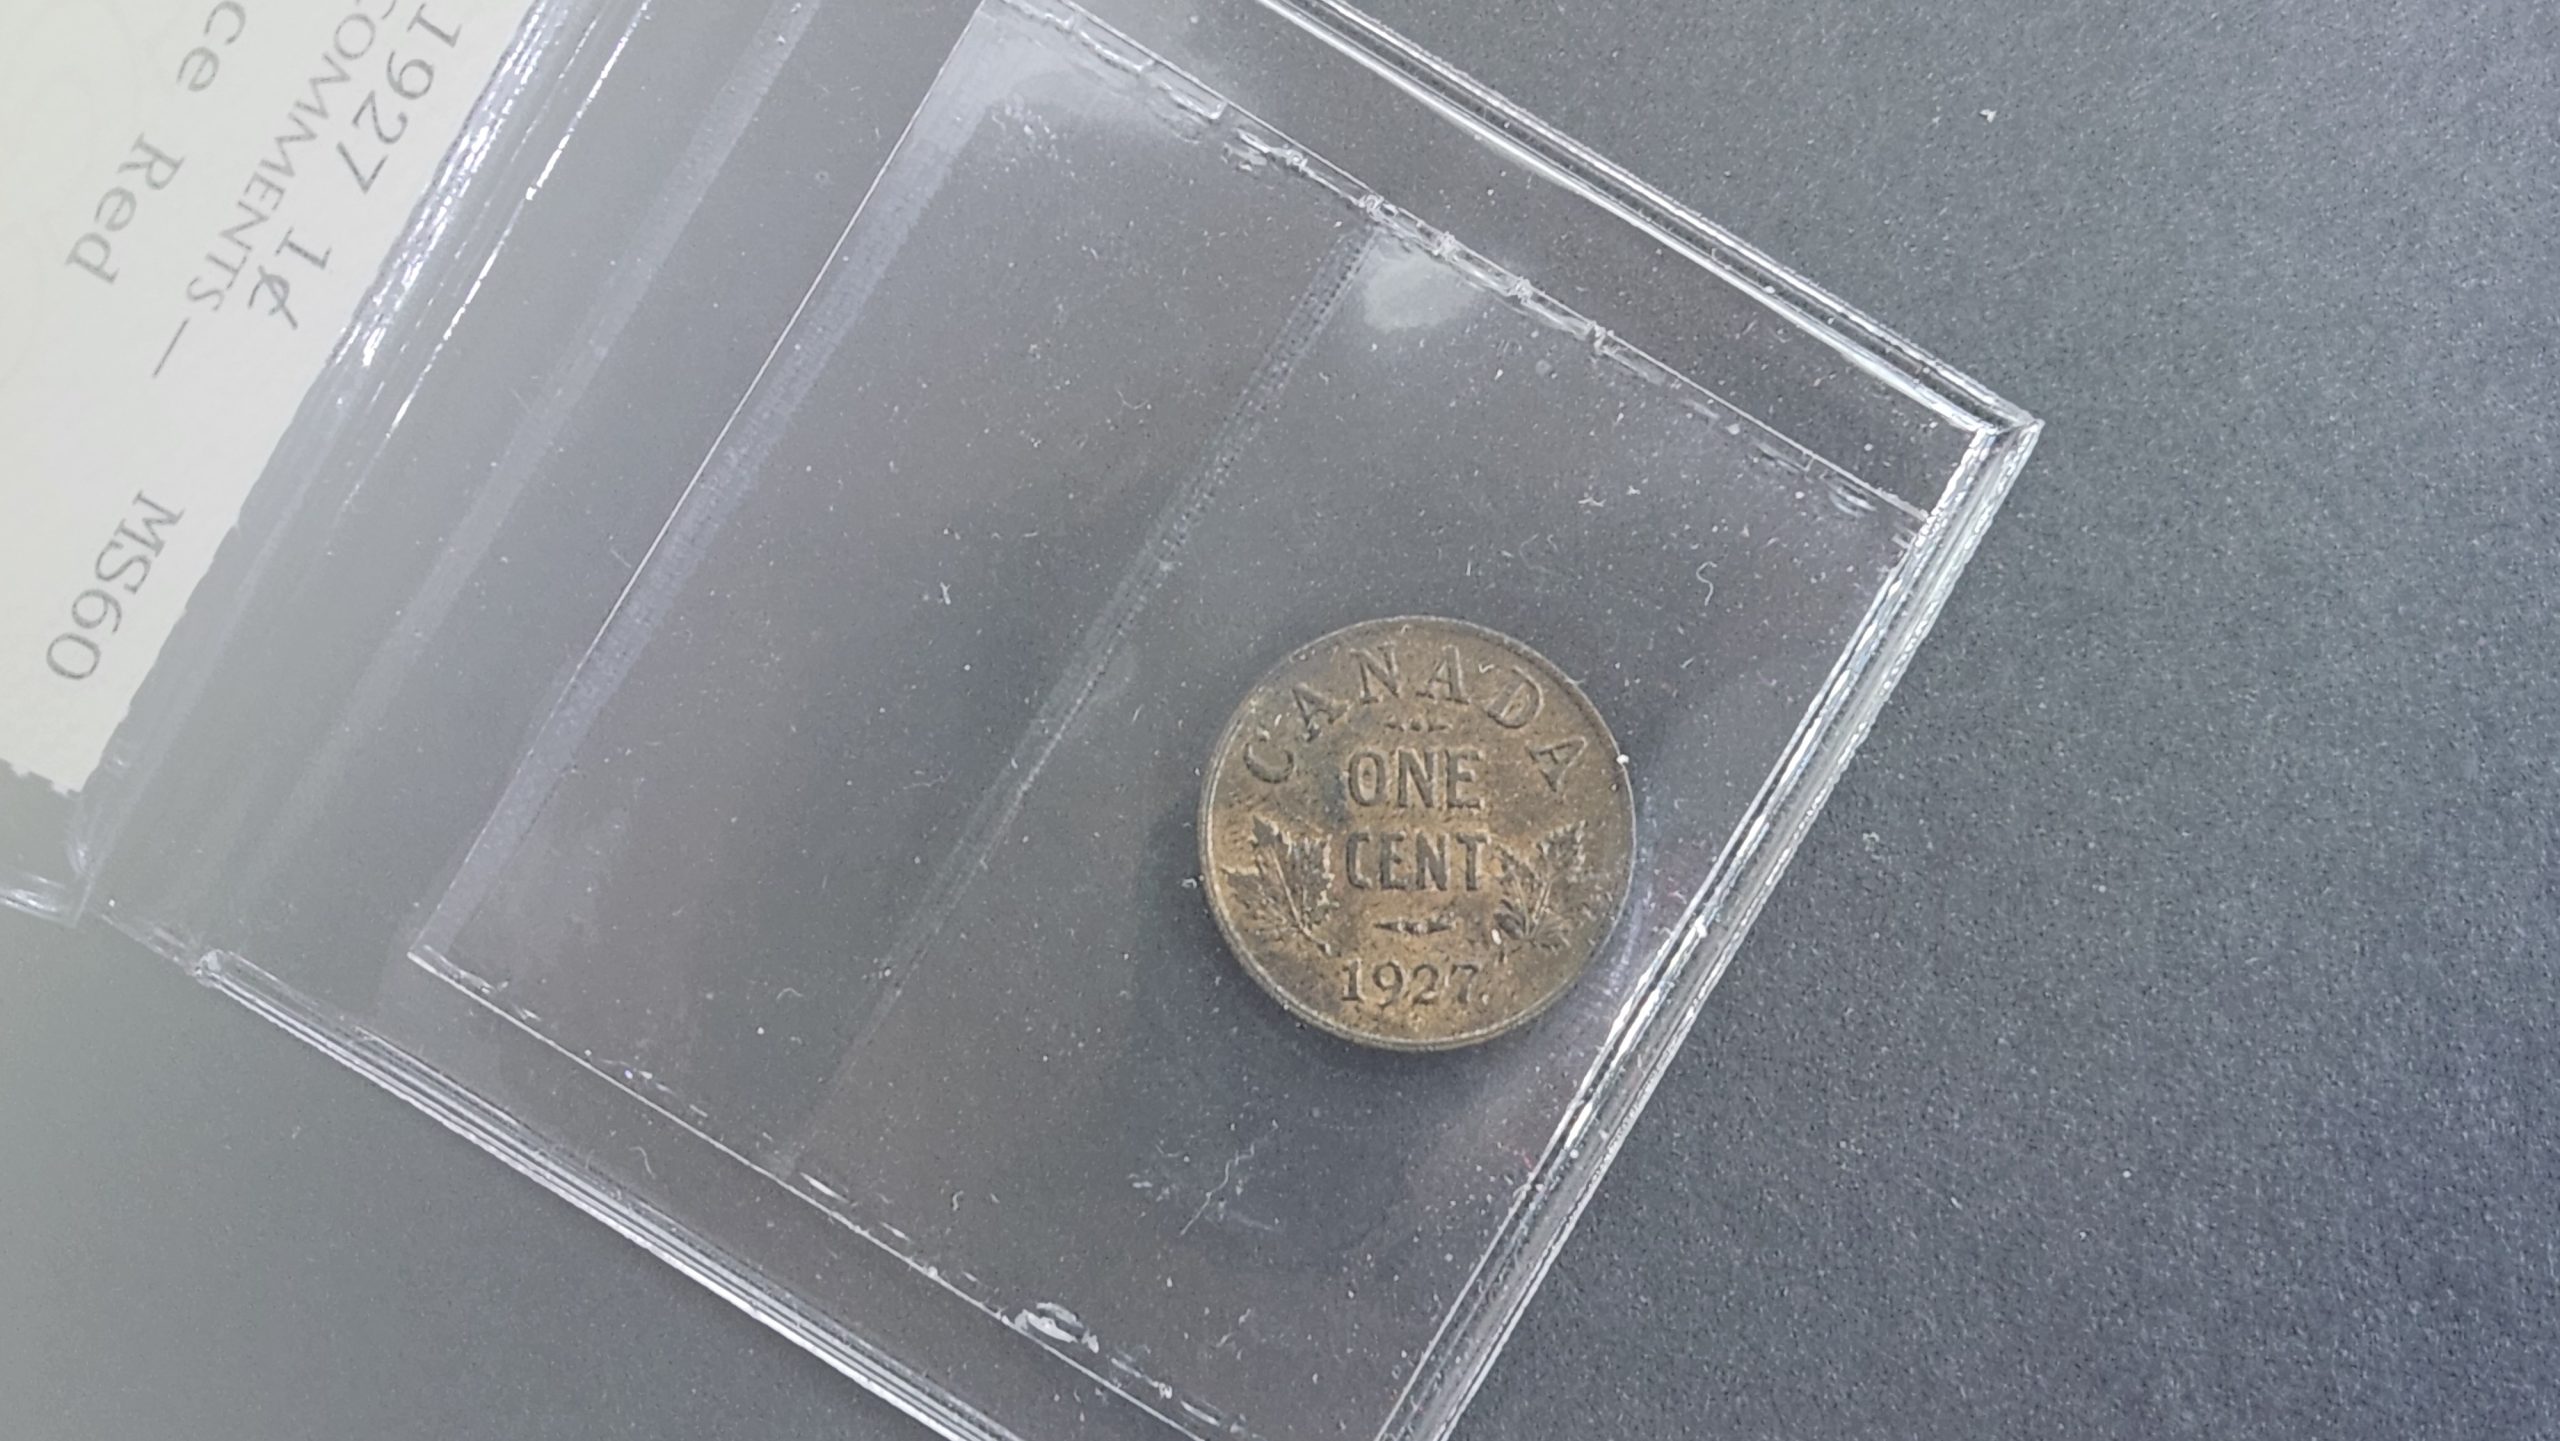 1927 1¢
COMMENTS—
ce Red
MS60
CANADA
ONE
CENT
1927